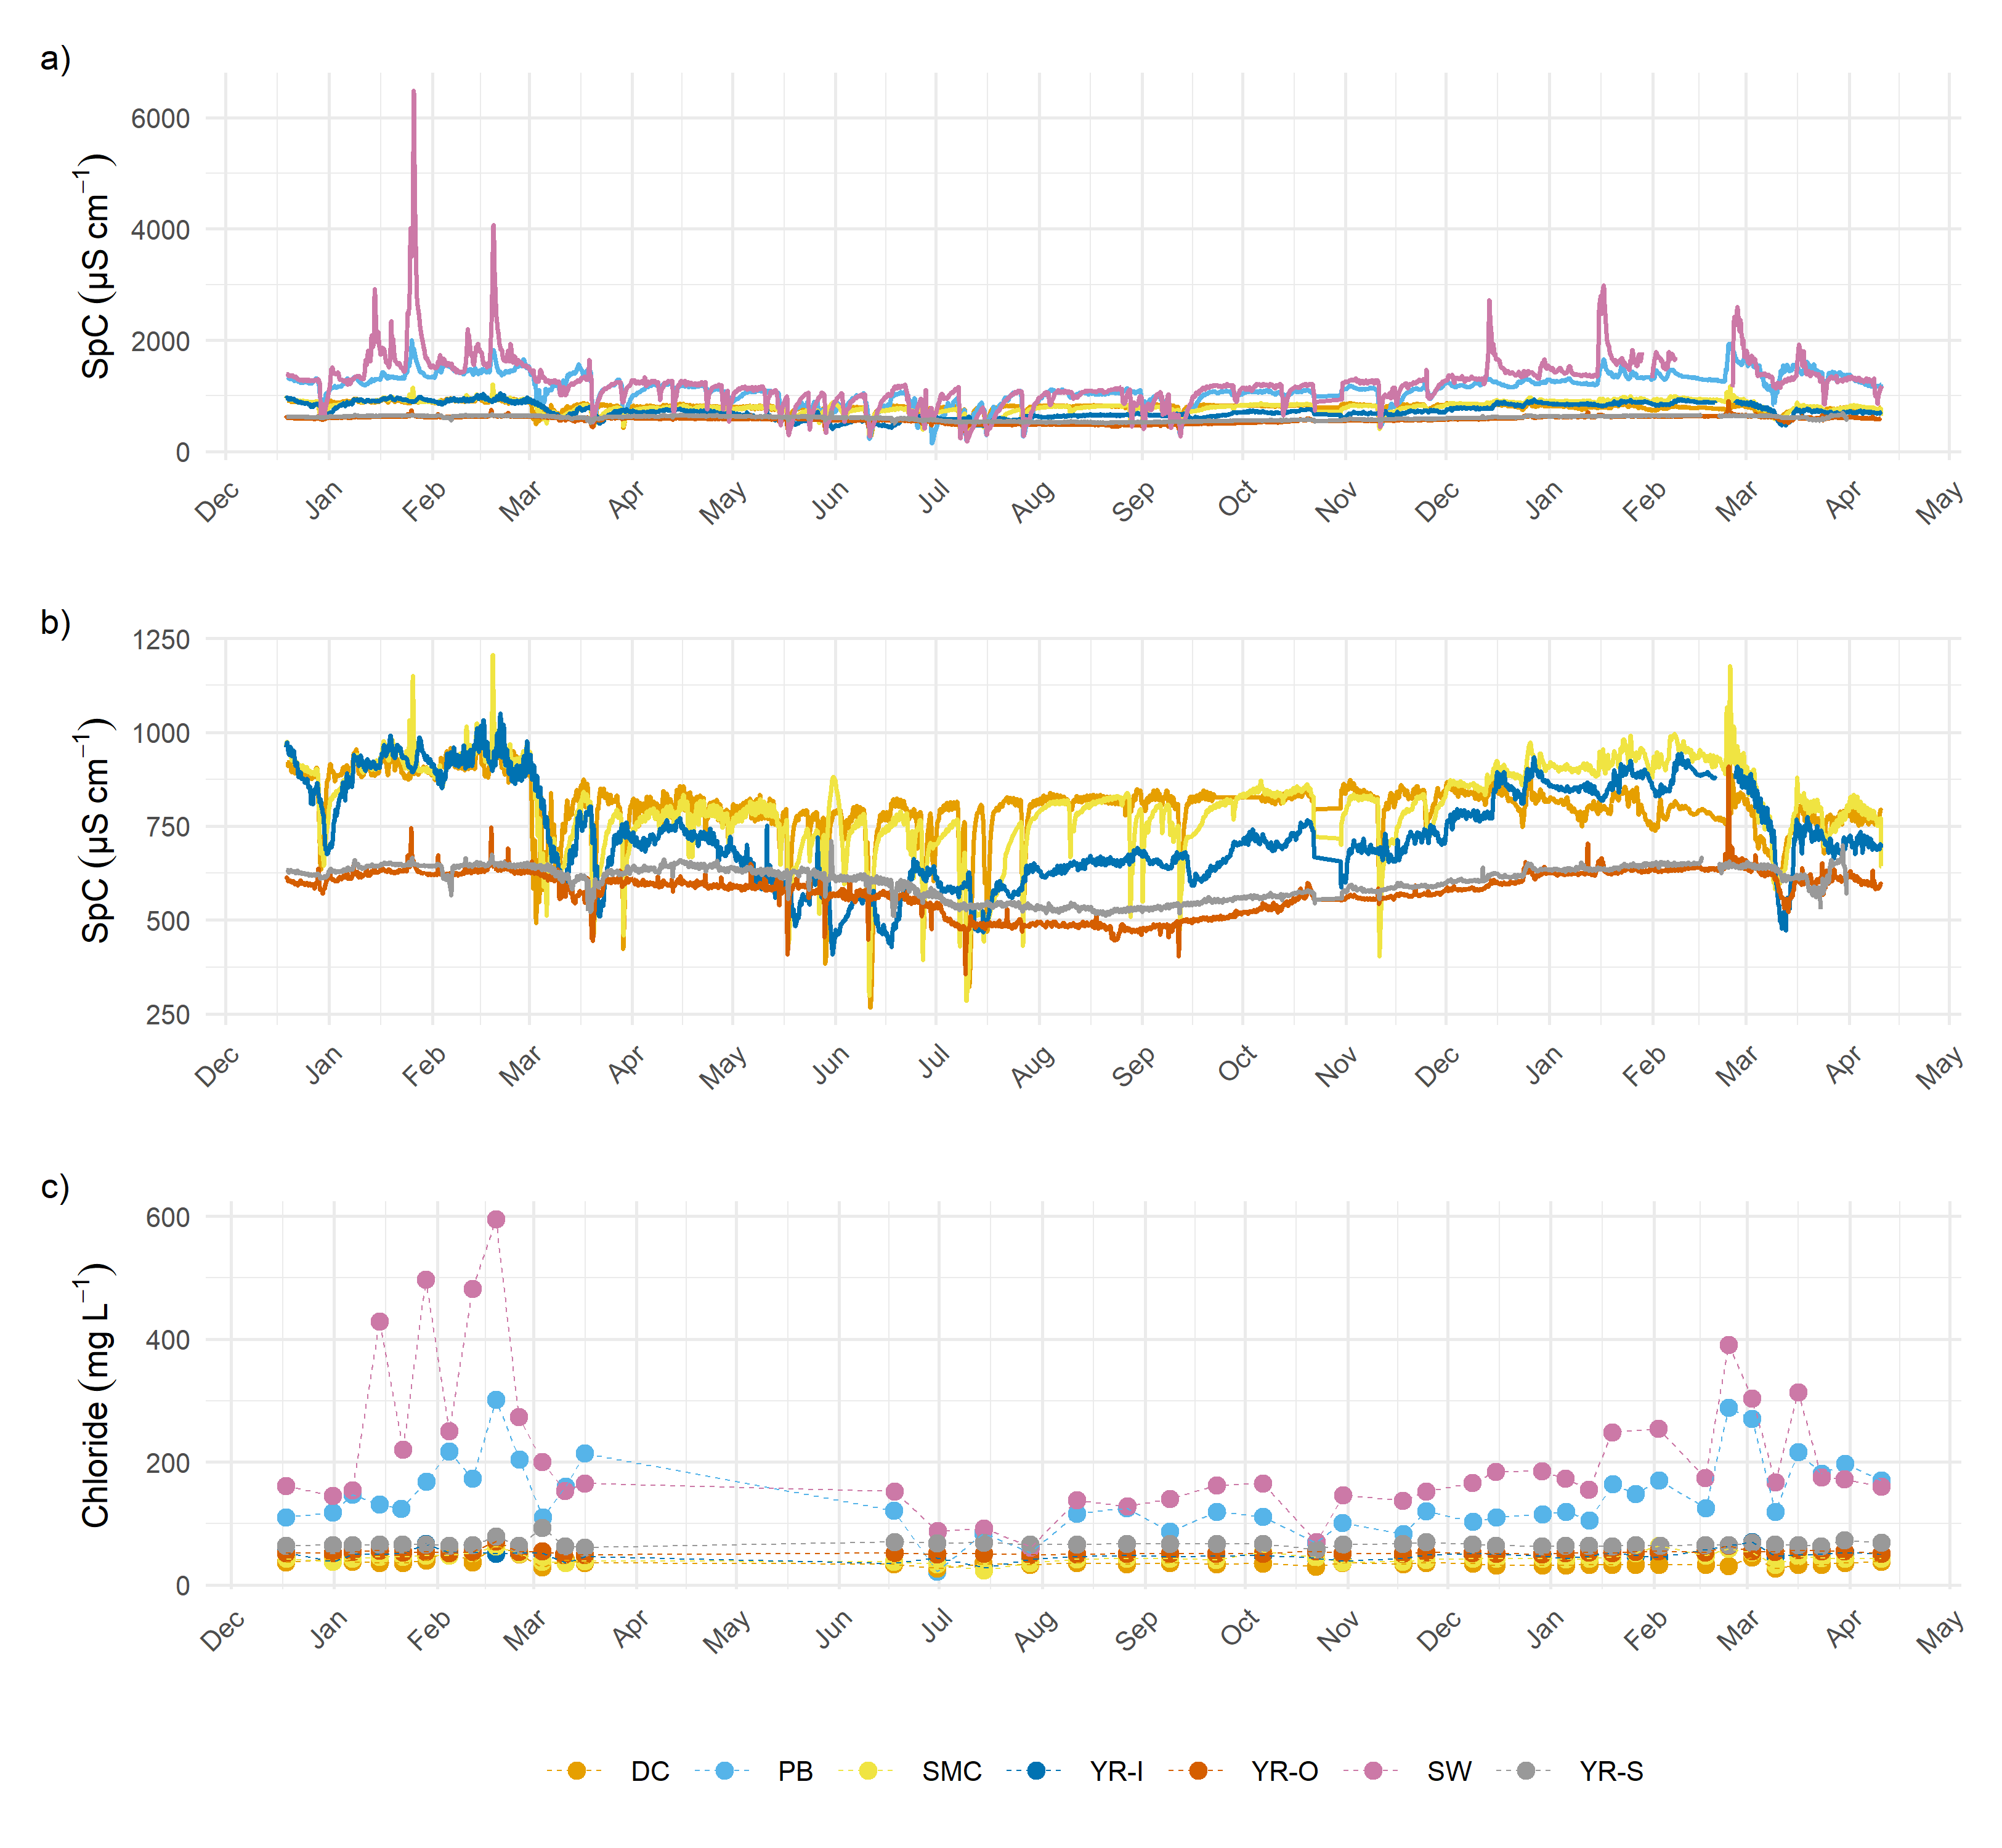 a)
SpC (µS cm⁻¹)
6000
4000
2000
0
Dec Jan Feb Mar Apr May Jun Jul Aug Sep Oct Nov Dec Jan Feb Mar Apr May
b)
SpC (µS cm⁻¹)
1250
1000
750
500
250
Dec Jan Feb Mar Apr May Jun Jul Aug Sep Oct Nov Dec Jan Feb Mar Apr May
c)
Chloride (mg L⁻¹)
600
400
200
0
Dec Jan Feb Mar Apr May Jun Jul Aug Sep Oct Nov Dec Jan Feb Mar Apr May
DC PB SMC YR-I YR-O SW YR-S